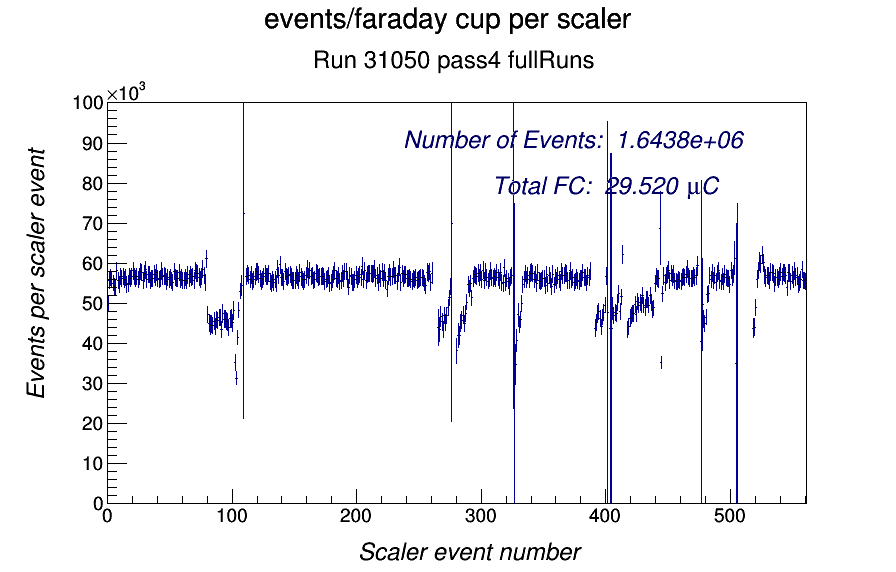 events/faraday cup per scaler
Run 31050 pass4 fullRuns
×10³
100
90
80
70
60
50
40
30
20
10
0
Number of Events: 1.6438e+06
Total FC: 29.520 μC
Events per scaler event
0 100 200 300 400 500
Scaler event number